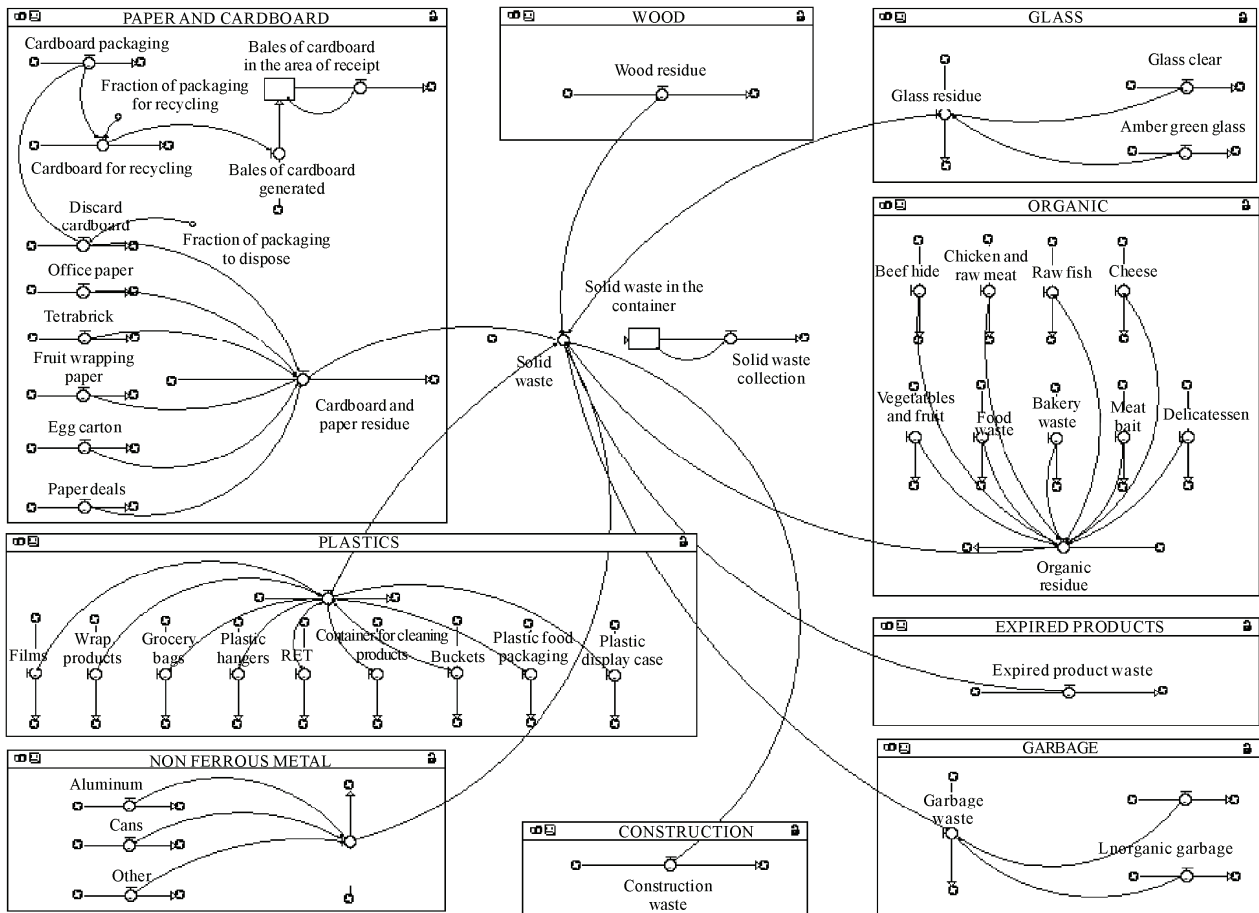 PAPER AND CARDBOARD
Cardboard packaging
Bales of cardboard
in the area of receipt
Fraction of packaging
for recycling
Cardboard for recycling
Bales of cardboard
generated
Discard
cardboard
Fraction of packaging
to dispose
Office paper
Tetrabrick
Fruit wrapping
paper
Egg carton
Cardboard and
paper residue
Paper deals
WOOD
Wood residue
GLASS
Glass clear
Glass residue
Amber green glass
Solid waste in the
container
Solid
waste
Solid waste
collection
ORGANIC
Beef hide
Chicken and
raw meat
Raw fish
Cheese
Vegetatbles
and fruit
Food
waste
Bakery
waste
Meat
bait
Delicatessen
Organic
residue
PLASTICS
Films
Wrap
products
Grocery
bags
Plastic
hangers
RET
Container for cleaning
products
Buckets
Plastic food
packaging
Plastic
display case
EXPIRED PRODUCTS
Expired product waste
NON FERROUS METAL
Aluminum
Cans
Other
CONSTRUCTION
Construction
waste
GARBAGE
Garbage
waste
Lnorganic garbage